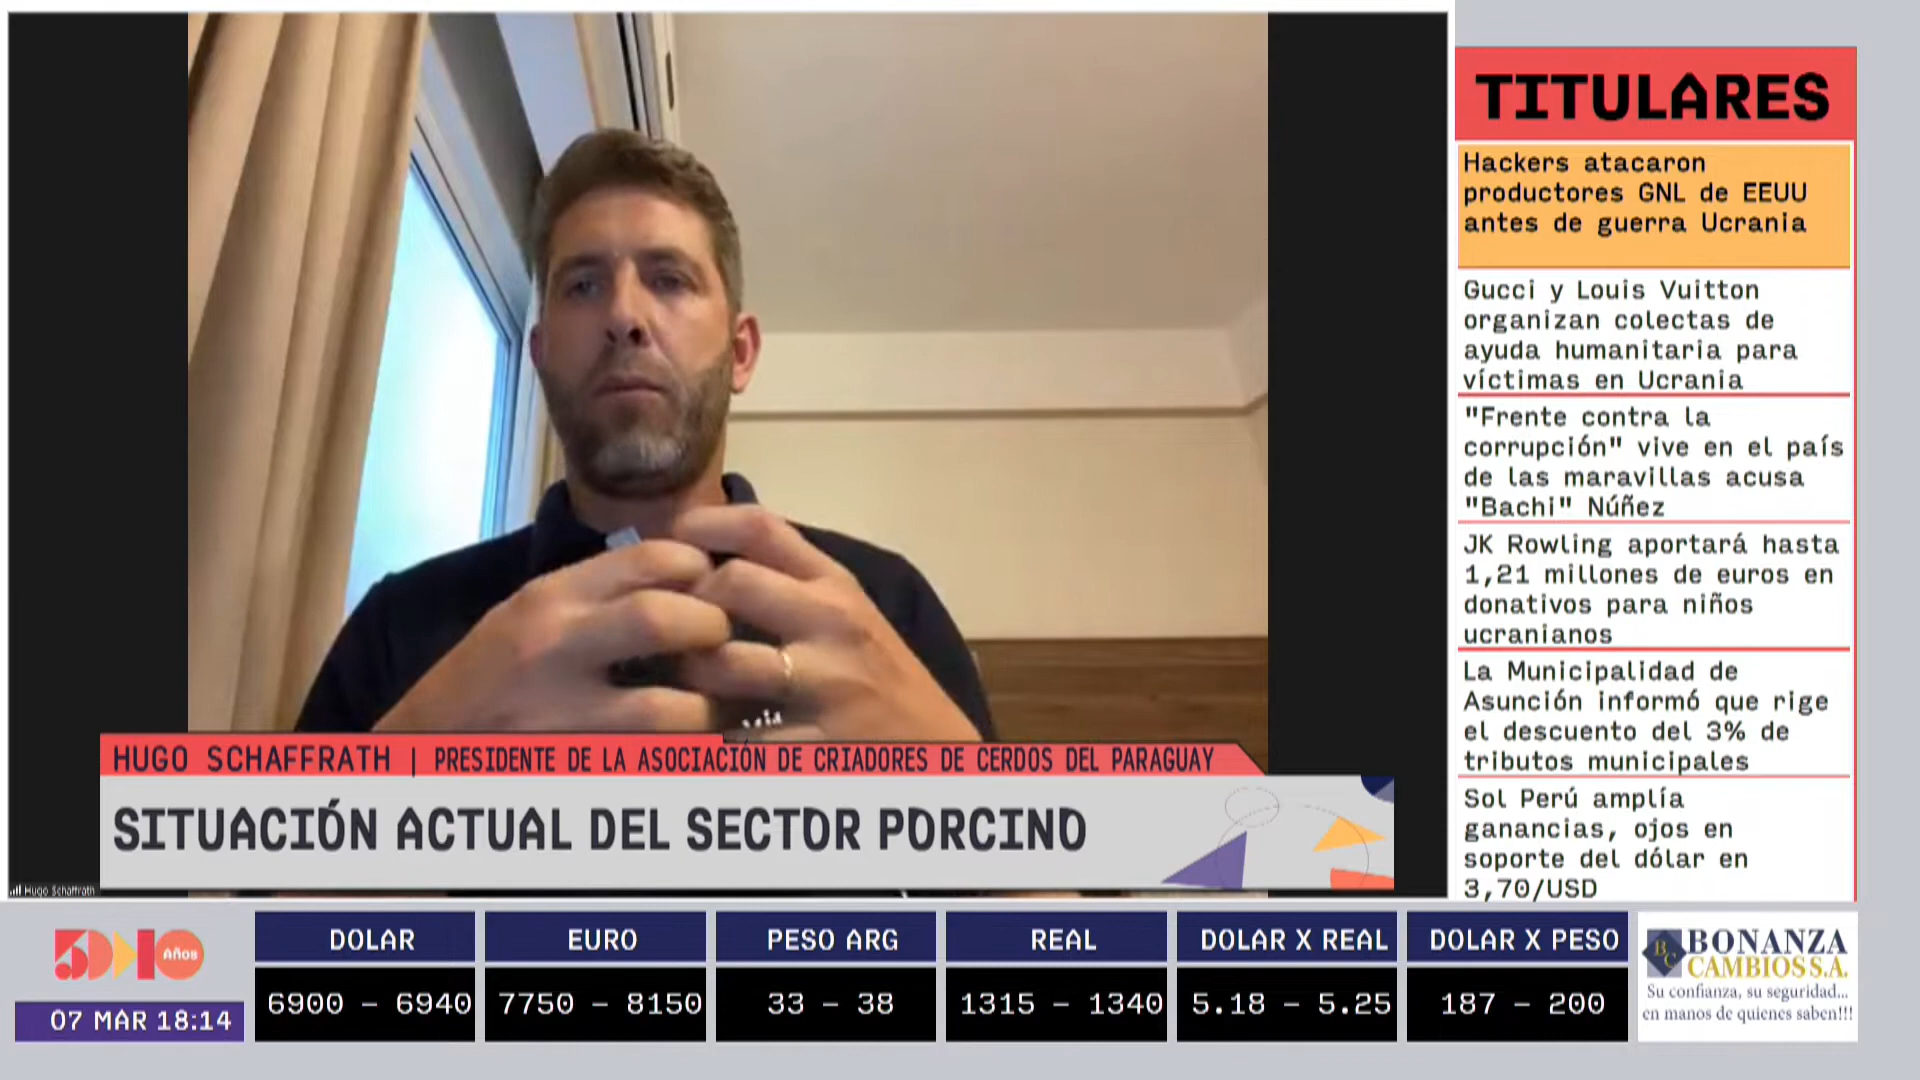 TITULARES
Hackers atacaron
productores GNL de EEUU
antes de guerra Ucrania
Gucci y Louis Vuitton
organizan colectas de
ayuda humanitaria para
víctimas en Ucrania
"Frente contra la
corrupción" vive en el país
de las maravillas acusa
"Bachi" Núñez
JK Rowling aportará hasta
1,21 millones de euros en
donativos para niños
ucranianos
La Municipalidad de
Asunción informó que rige
el descuento del 3% de
tributos municipales
Sol Perú amplía
ganancias, ojos en
soporte del dólar en
3,70/USD
HUGO SCHAFFRATH | PRESIDENTE DE LA ASOCIACIÓN DE CRIADORES DE CERDOS DEL PARAGUAY
SITUACIÓN ACTUAL DEL SECTOR PORCINO
Hugo Schaffrath
5D10 Años
07 MAR 18:14
DOLAR
6900 - 6940
EURO
7750 - 8150
PESO ARG
33 - 38
REAL
1315 - 1340
DOLAR X REAL
5.18 - 5.25
DOLAR X PESO
187 - 200
BC
BONANZA
CAMBIOS S.A.
Su confianza, su seguridad...
en manos de quienes saben!!!